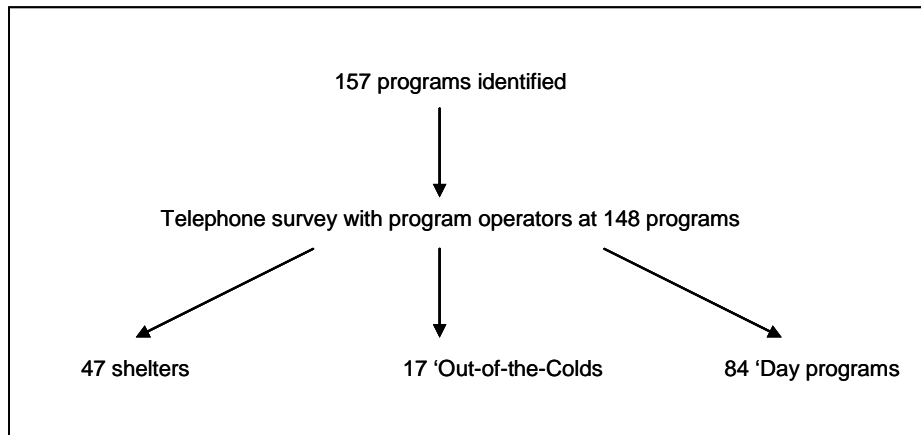 157 programs identified
Telephone survey with program operators at 148 programs
47 shelters
17 ‘Out-of-the-Colds
84 ‘Day programs